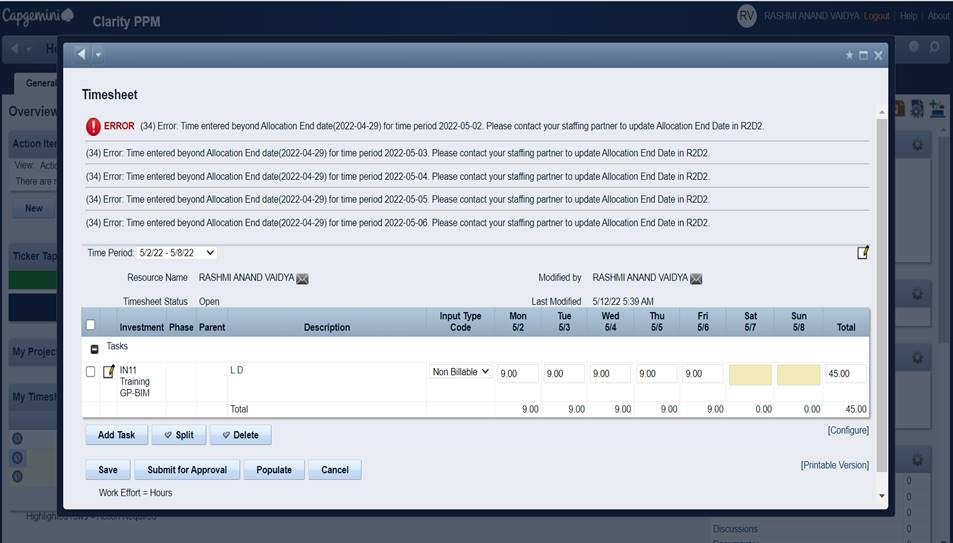 Capgemini
Clarity PPM
RV RASHMI ANAND VAIDYA Logout Help About
General
Overview
Action Ite
View: Actio
There are n
New
Ticker Tap
My Projec
My Timesh
Timesheet
ERROR (34) Error: Time entered beyond Allocation End date(2022-04-29) for time period 2022-05-02. Please contact your staffing partner to update Allocation End Date in R2D2.
(34) Error: Time entered beyond Allocation End date(2022-04-29) for time period 2022-05-03. Please contact your staffing partner to update Allocation End Date in R2D2.
(34) Error: Time entered beyond Allocation End date(2022-04-29) for time period 2022-05-04. Please contact your staffing partner to update Allocation End Date in R2D2.
(34) Error: Time entered beyond Allocation End date(2022-04-29) for time period 2022-05-05. Please contact your staffing partner to update Allocation End Date in R2D2.
(34) Error: Time entered beyond Allocation End date(2022-04-29) for time period 2022-05-06. Please contact your staffing partner to update Allocation End Date in R2D2.
Time Period: 5/2/22 - 5/8/22
Resource Name RASHMI ANAND VAIDYA Modified by RASHMI ANAND VAIDYA
Timesheet Status Open Last Modified 5/12/22 5:39 AM
Investment Phase Parent Description Input Type Code Mon 5/2 Tue 5/3 Wed 5/4 Thu 5/5 Fri 5/6 Sat 5/7 Sun 5/8 Total
Tasks
IN11 Training GP-BIM L D Non Billable 9.00 9.00 9.00 9.00 9.00 45.00
Total 9.00 9.00 9.00 9.00 9.00 0.00 0.00 45.00
Add Task Split Delete [Configure]
Save Submit for Approval Populate Cancel [Printable Version]
Work Effort = Hours
0
0
0
Discussions 0